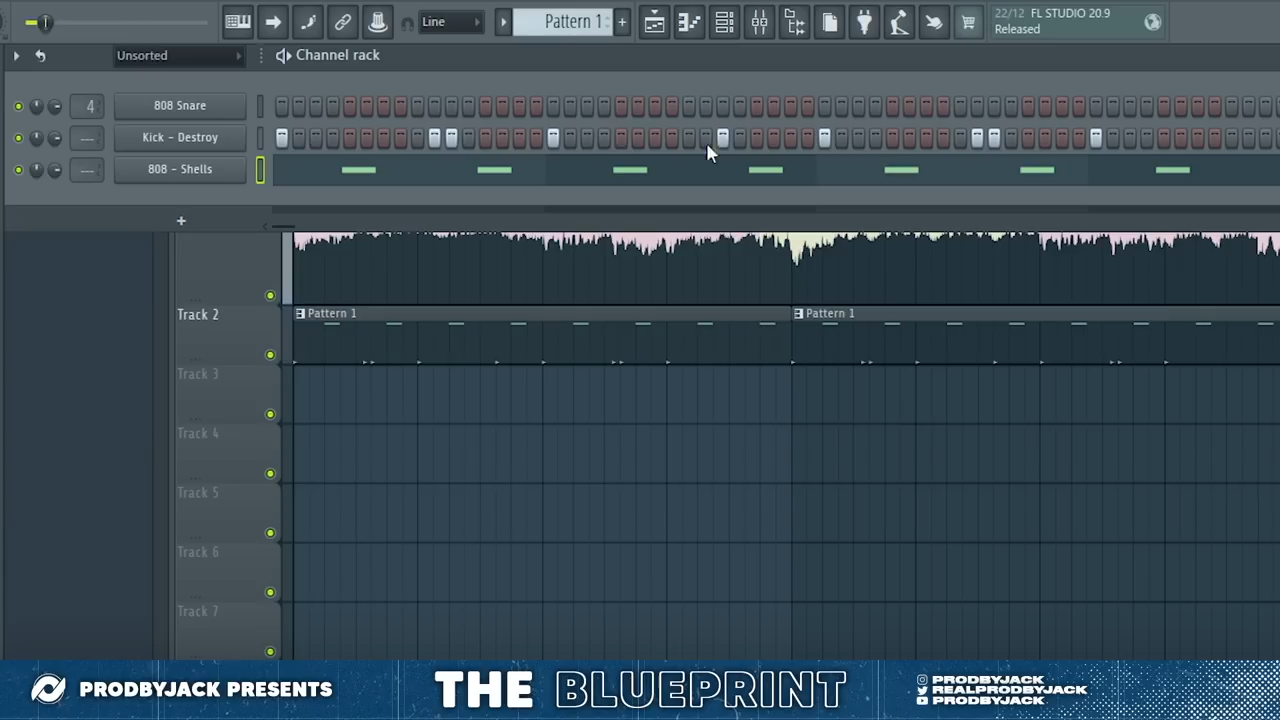 Line
Pattern 1
+
22/12 FL STUDIO 20.9
Released
Unsorted
Channel rack
4
808 Snare
---
Kick - Destroy
---
808 - Shells
+
Track 2
Pattern 1
Pattern 1
Track 3
Track 4
Track 5
Track 6
Track 7
PRODBYJACK PRESENTS
THE BLUEPRINT
PRODBYJACK
REALPRODBYJACK
PRODBYJACK